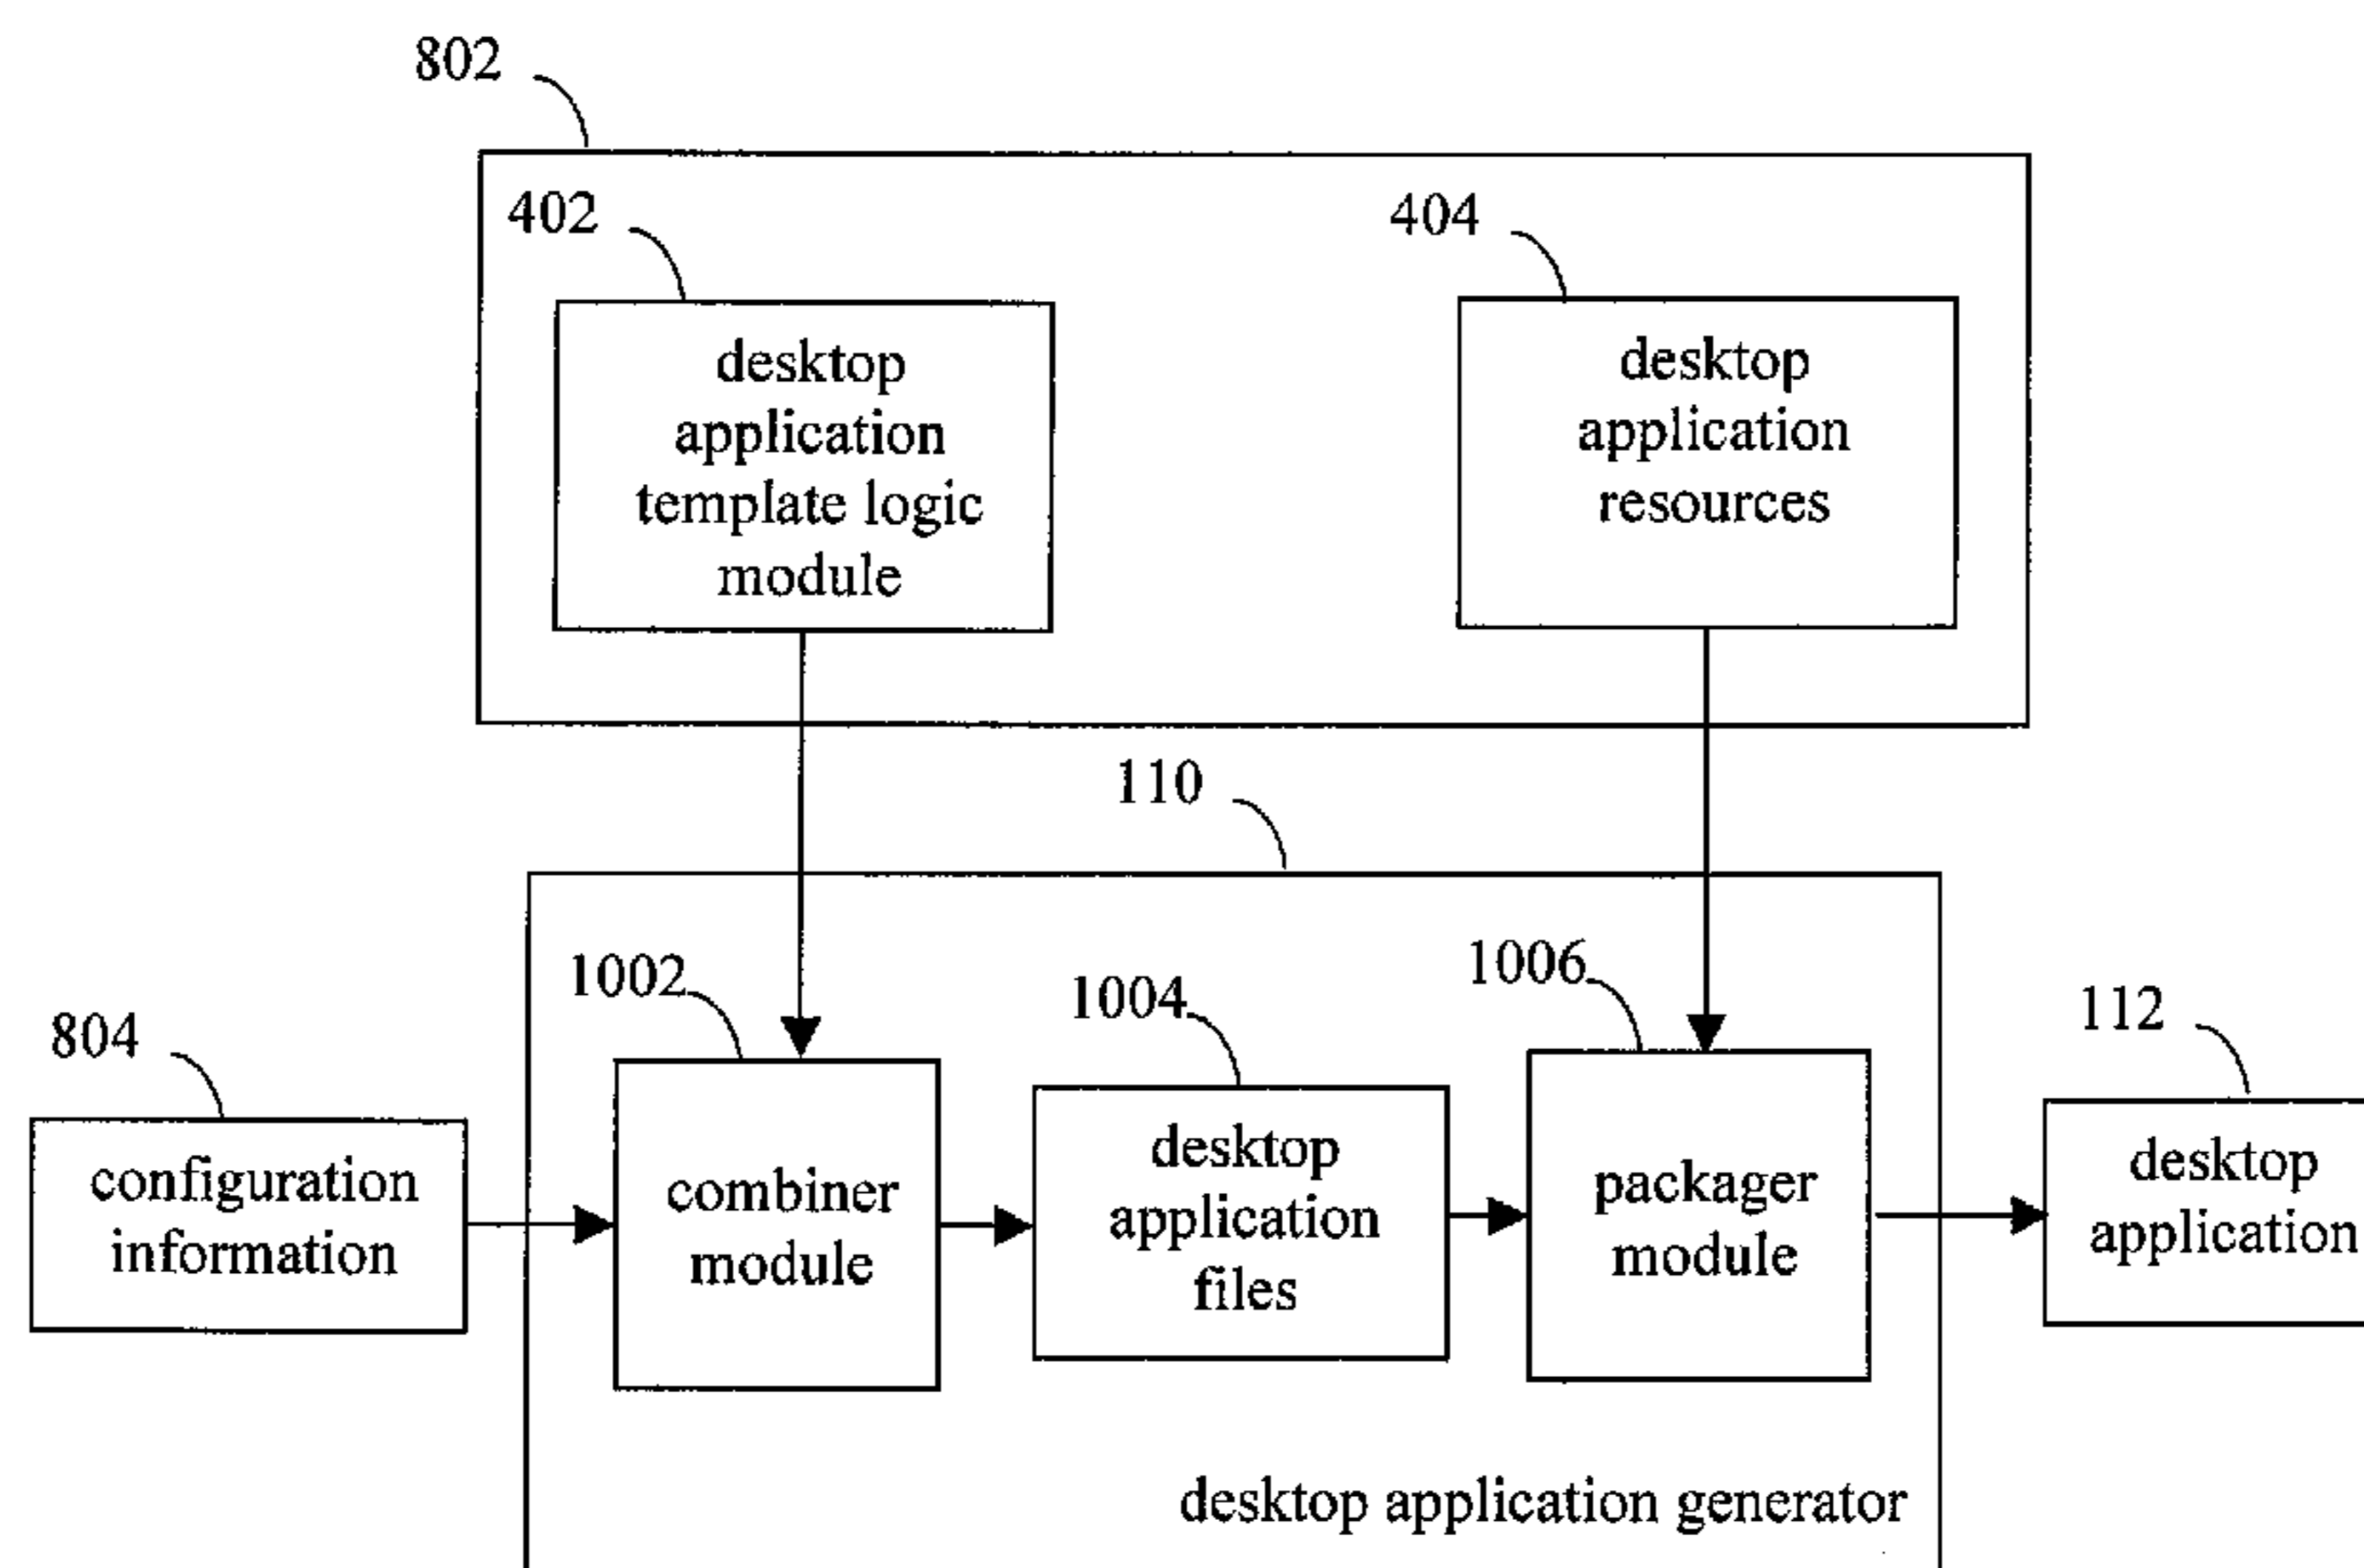 802
402
404
desktop
application
template logic
module
desktop
application
resources
110
1002
1004
1006
804
112
configuration
information
combiner
module
desktop
application
files
packager
module
desktop
application
desktop application generator